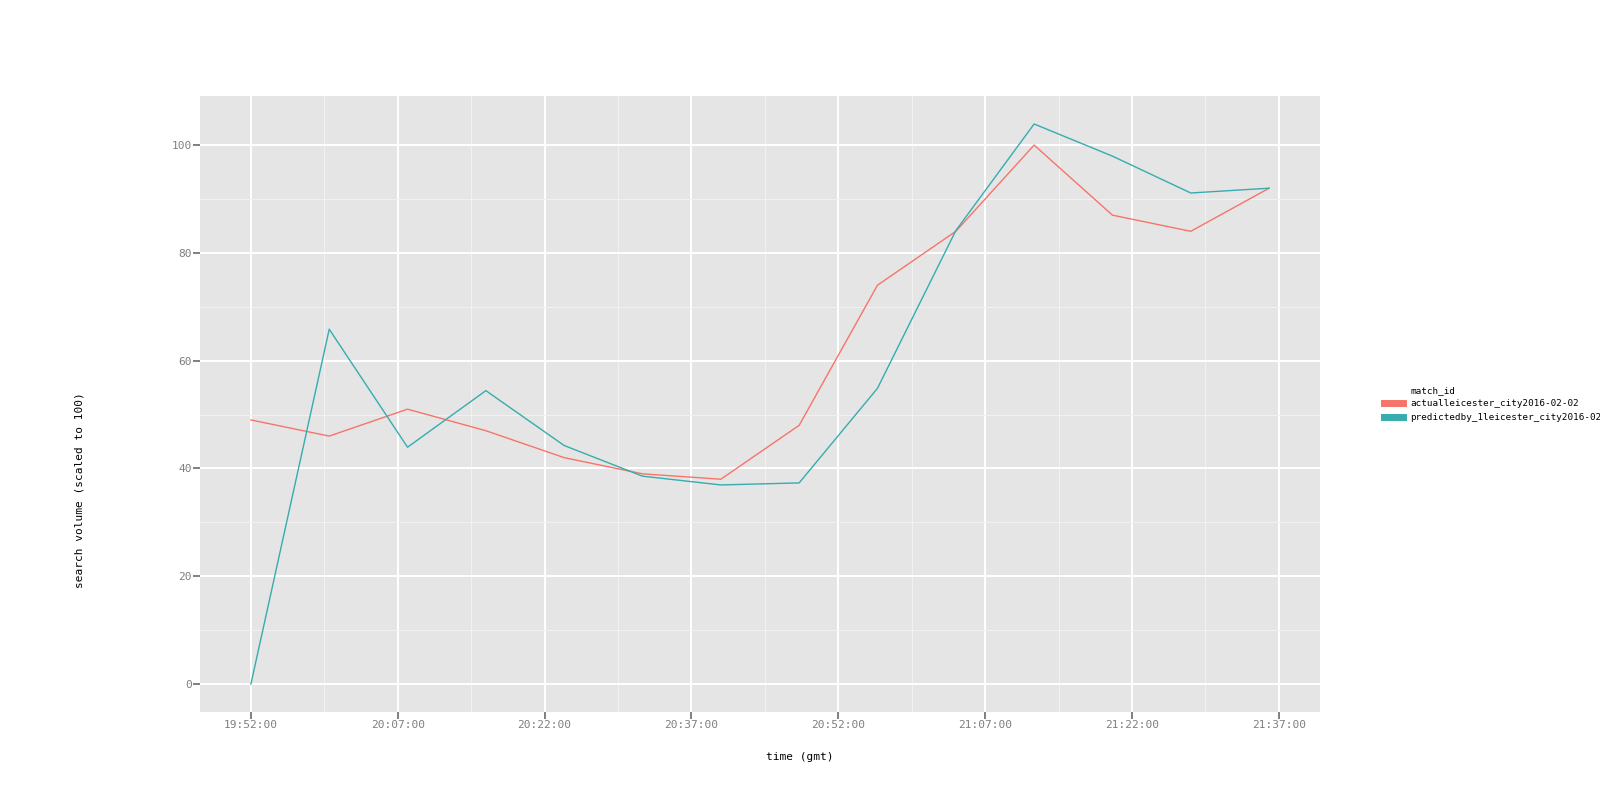 100
80
60
40
20
0
search volume (scaled to 100)
19:52:00 20:07:00 20:22:00 20:37:00 20:52:00 21:07:00 21:22:00 21:37:00
time (gmt)
match_id
actualleicester_city2016-02-02
predictedby_1leicester_city2016-02